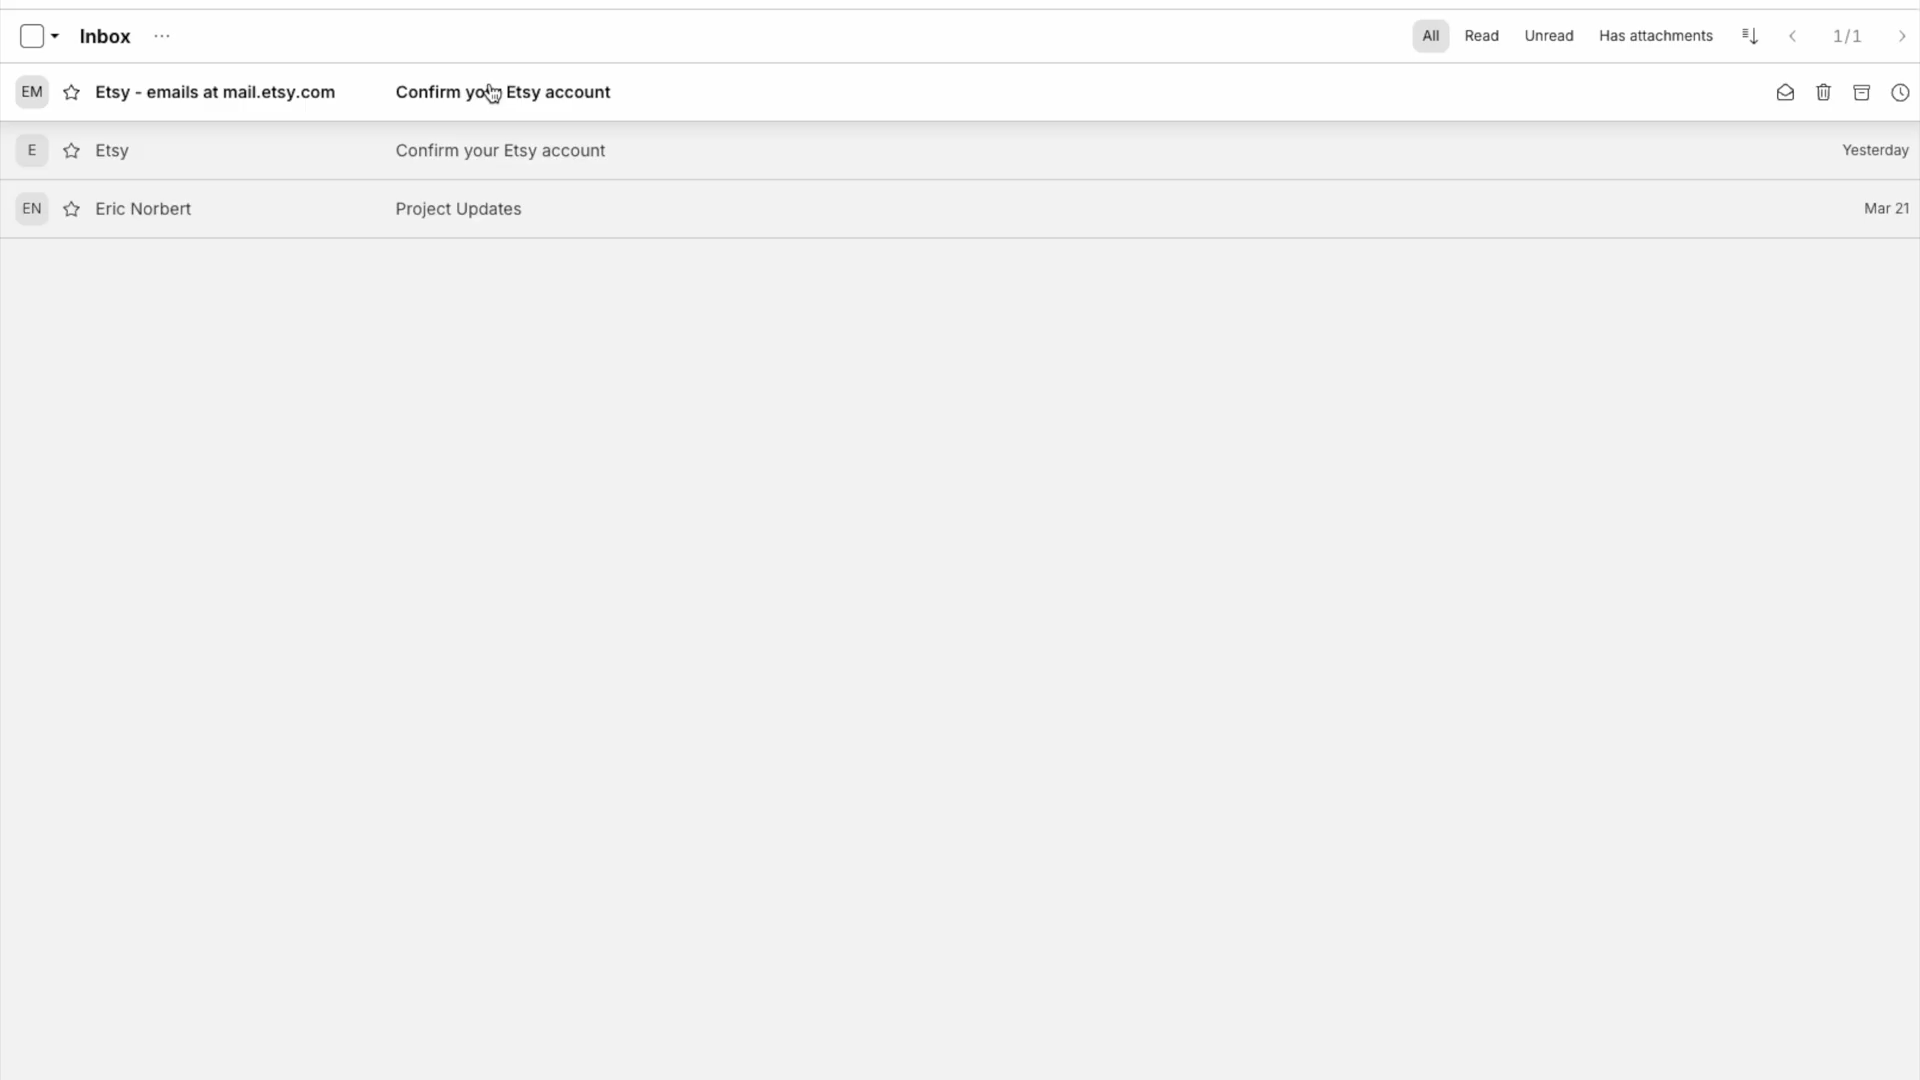 Inbox ...
All Read Unread Has attachments 1/1
EM Etsy - emails at mail.etsy.com Confirm your Etsy account
E Etsy Confirm your Etsy account Yesterday
EN Eric Norbert Project Updates Mar 21